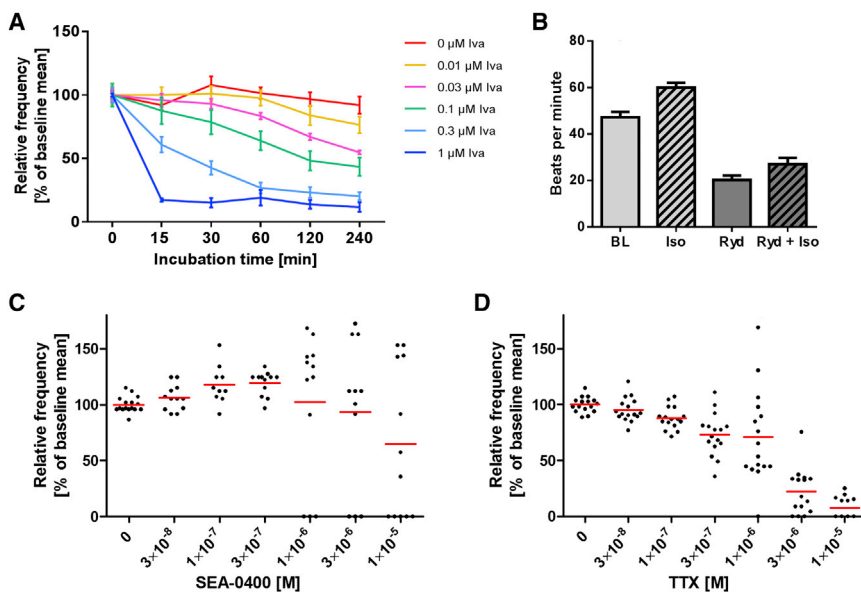 A
Relative frequency
[% of baseline mean]
150
100
50
0
0 15 30 60 120 240
Incubation time [min]
0 µM Iva
0.01 µM Iva
0.03 µM Iva
0.1 µM Iva
0.3 µM Iva
1 µM Iva
B
Beats per minute
80
60
40
20
0
BL Iso Ryd Ryd + Iso
C
Relative frequency
[% of baseline mean]
150
100
50
0
0 3×10⁻⁸ 1×10⁻⁷ 3×10⁻⁷ 1×10⁻⁶ 3×10⁻⁶ 1×10⁻⁵
SEA-0400 [M]
D
Relative frequency
[% of baseline mean]
150
100
50
0
0 3×10⁻⁸ 1×10⁻⁷ 3×10⁻⁷ 1×10⁻⁶ 3×10⁻⁶ 1×10⁻⁵
TTX [M]